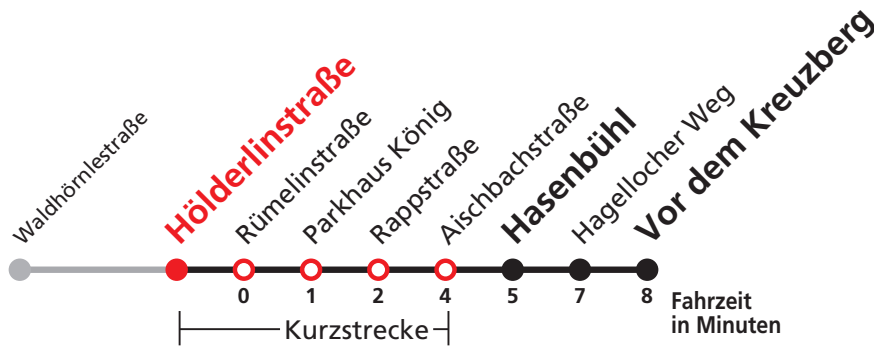 Waldhörnlestraße
Hölderlinstraße
Rümelinstraße
Parkhaus König
Rappstraße
Aischbachstraße
Hasenbühl
Hagellocher Weg
Vor dem Kreuzberg
0 1 2 4 5 7 8
Fahrzeit
in Minuten
Kurzstrecke